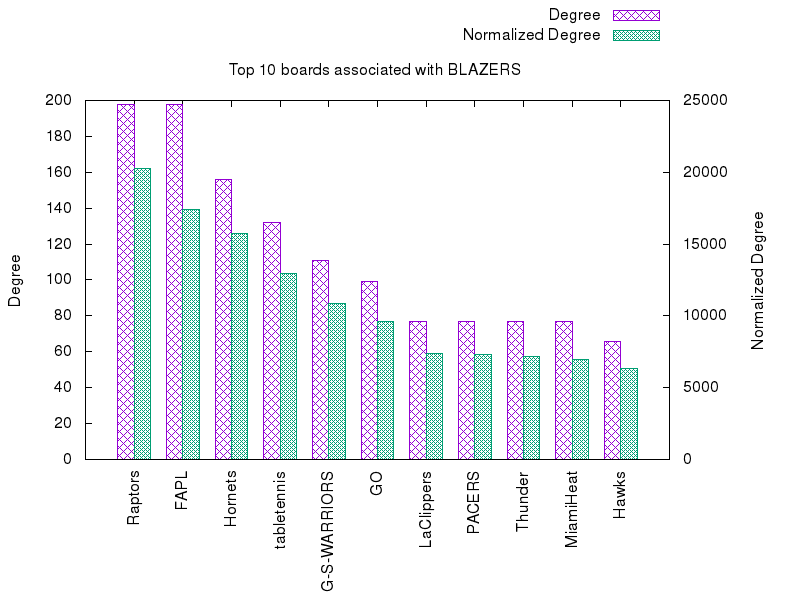 Degree
Normalized Degree
Top 10 boards associated with BLAZERS
200
180
160
140
120
100
80
60
40
20
0
Degree
25000
20000
15000
10000
5000
0
Normalized Degree
Raptors
FAPL
Hornets
tabletennis
G-S-WARRIORS
GO
LaClippers
PACERS
Thunder
MiamiHeat
Hawks